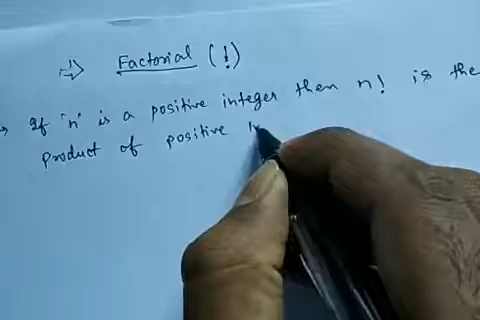 ⇒ Factorial (!)
→ If 'n' is a positive integer then n! is the
Product of positive